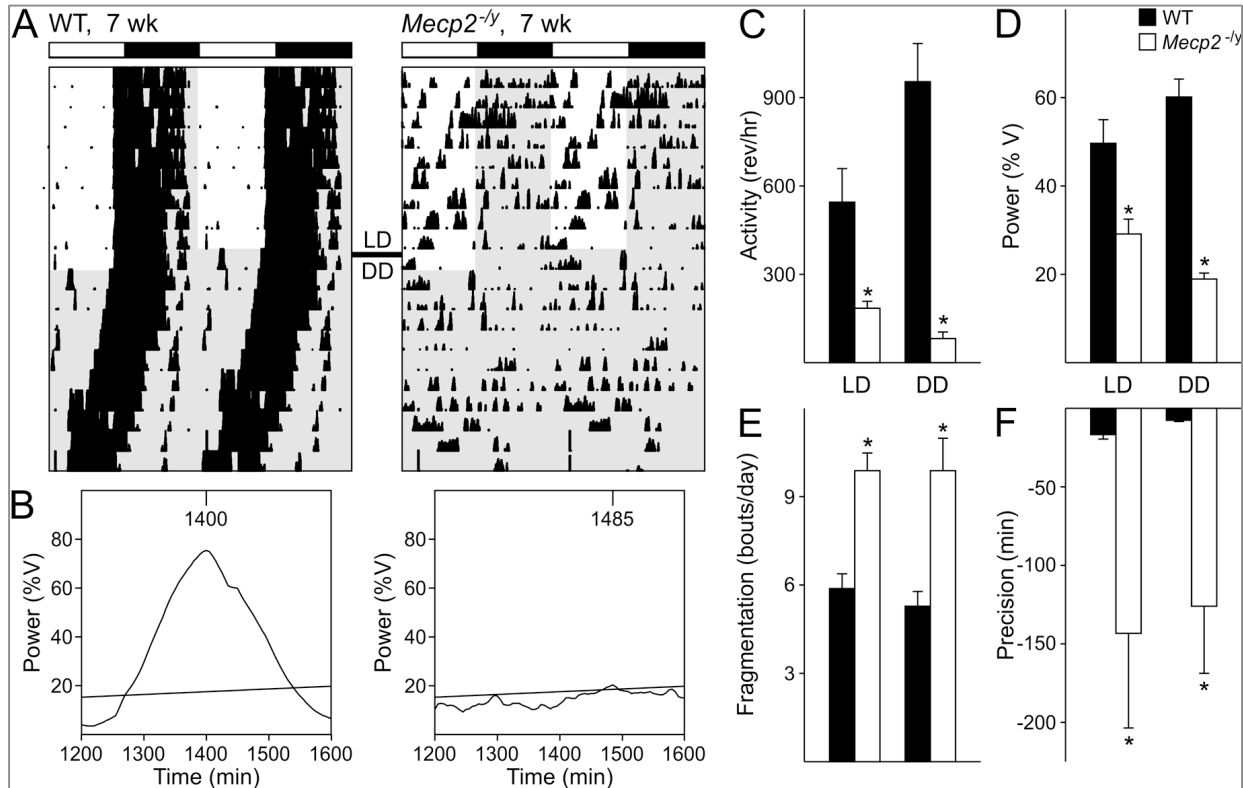 A
WT, 7 wk
Mecp2-/y, 7 wk
LD
DD
B
Power (%V)
80
60
40
20
1400
1200 1300 1400 1500 1600
Time (min)
Power (%V)
80
60
40
20
1485
1200 1300 1400 1500 1600
Time (min)
C
Activity (rev/hr)
900
600
300
*
*
LD DD
D
WT
Mecp2-/y
Power (% V)
60
40
20
*
*
LD DD
E
Fragmentation (bouts/day)
9
6
3
*
*
F
Precision (min)
-50
-100
-150
-200
*
*